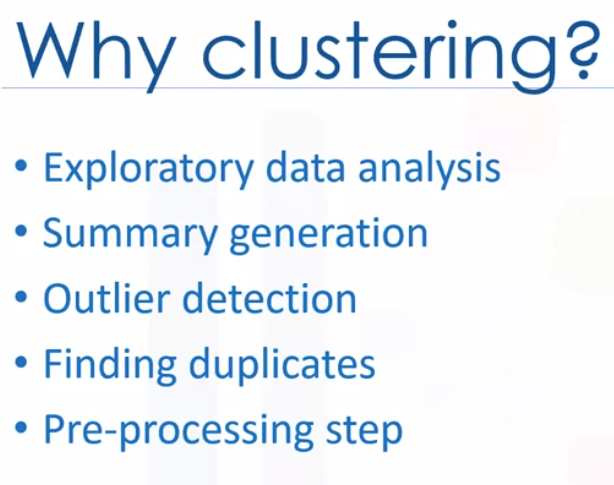 Why clustering?
• Exploratory data analysis
• Summary generation
• Outlier detection
• Finding duplicates
• Pre-processing step